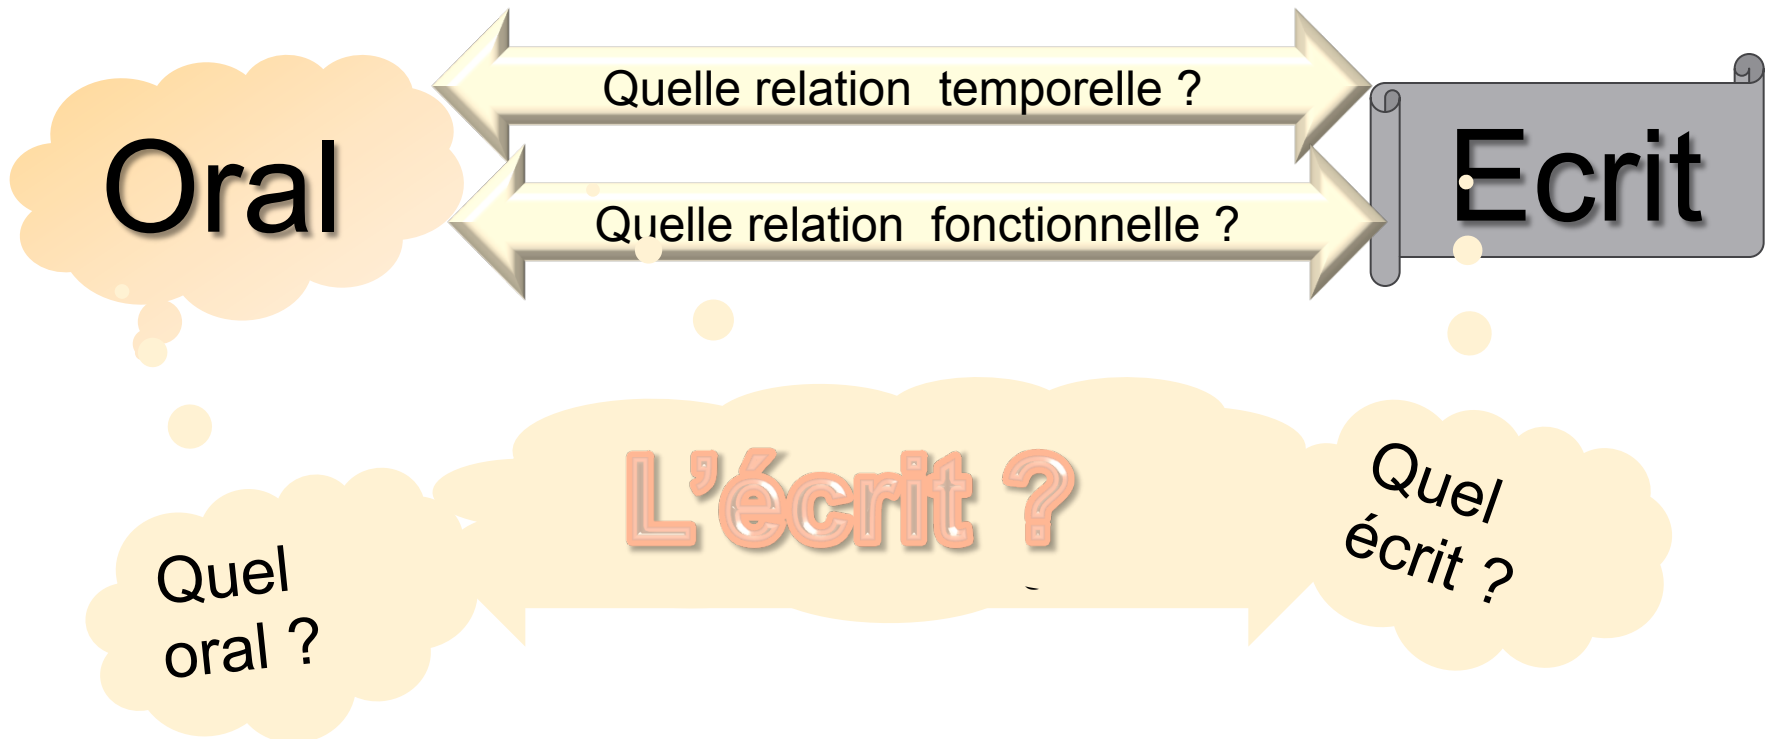 Quelle relation  temporelle ?
Oral
Ecrit
Quelle relation  fonctionnelle ?
L’écrit ?
Quel
écrit ?
Quel
oral ?